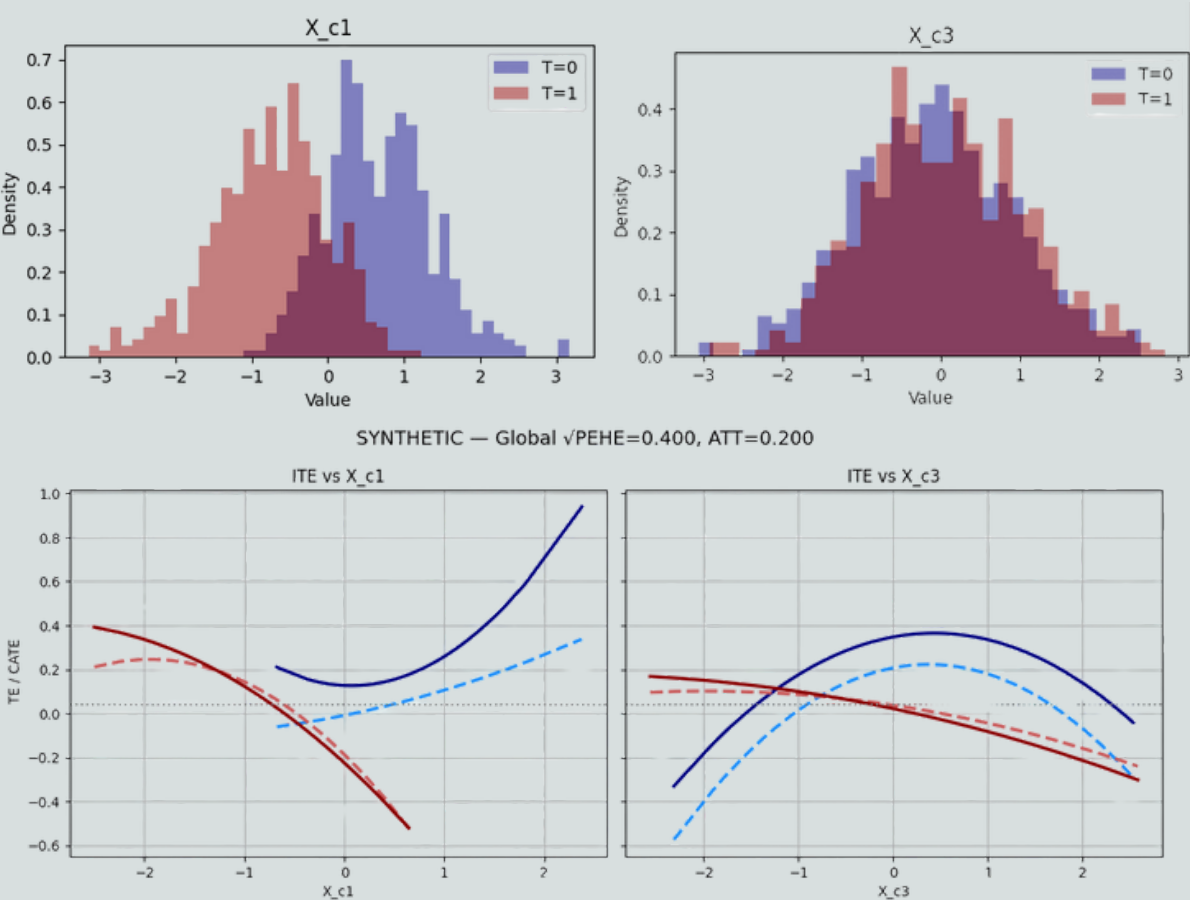 X_c1
0.7
0.6
0.5
0.4
0.3
0.2
0.1
0.0
Density
T=0
T=1
−3
−2
−1
0
1
2
3
Value
X_c3
0.4
0.3
0.2
0.1
0.0
Density
T=0
T=1
−3
−2
−1
0
1
2
3
Value
SYNTHETIC — Global √PEHE=0.400, ATT=0.200
ITE vs X_c1
1.0
0.8
0.6
0.4
0.2
0.0
−0.2
−0.4
−0.6
TE / CATE
−2
−1
0
1
2
X_c1
ITE vs X_c3
−2
−1
0
1
2
X_c3